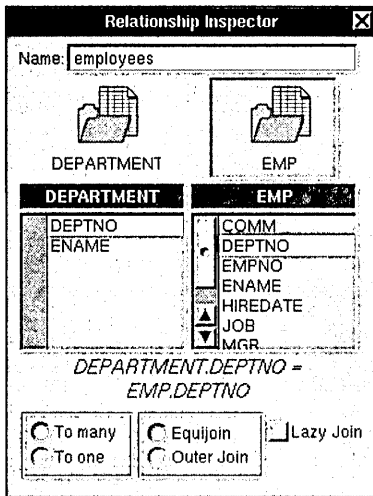 Relationship Inspector
Name: employees
DEPARTMENT EMP
DEPARTMENT EMP
DEPTNO COMM
ENAME DEPTNO
EMPNO
ENAME
HIREDATE
JOB
MGR
DEPARTMENT.DEPTNO =
EMP.DEPTNO
To many Equijoin Lazy Join
To one Outer Join